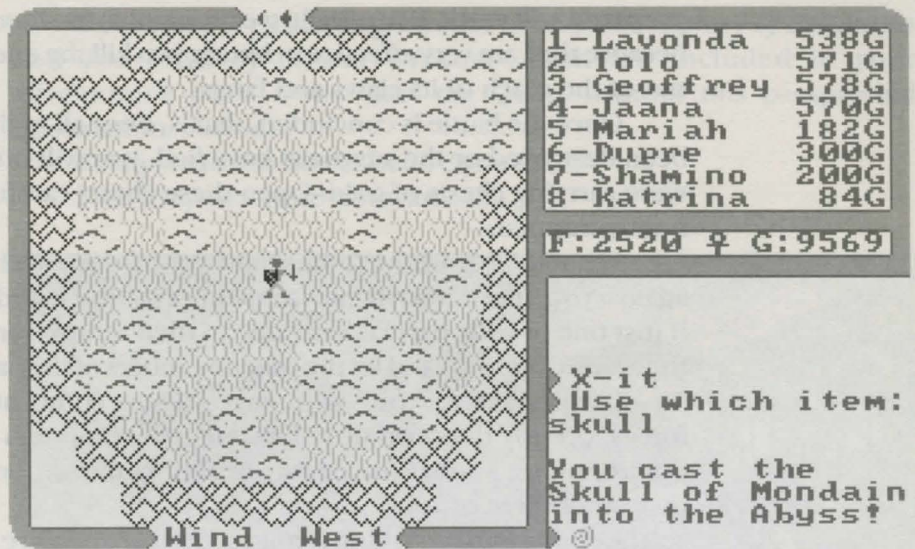 1-Lavonda 538G
2-Iolo 571G
3-Geoffrey 578G
4-Jaana 570G
5-Mariah 182G
6-Dupre 300G
7-Shamino 200G
8-Katrina 84G
F:2520 ♀ G:9569
X-it
Use which item:
skull
You cast the
Skull of Mondain
into the Abyss!
Wind West